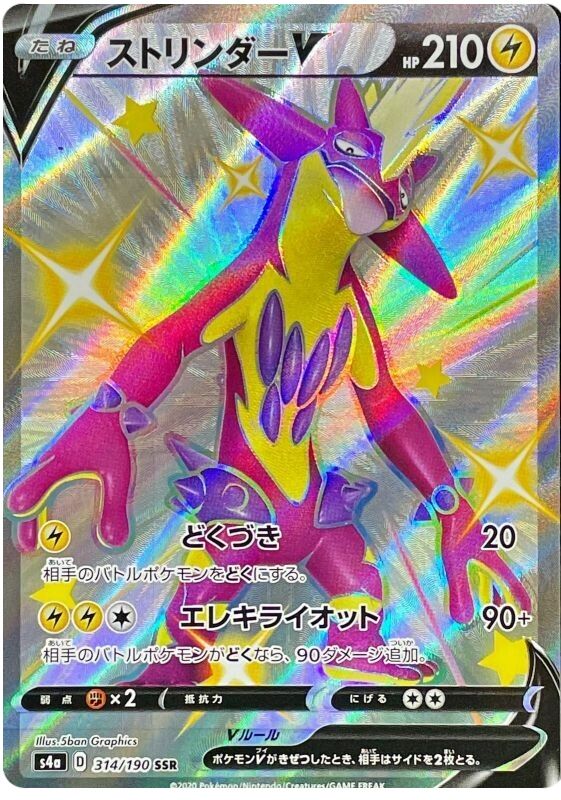 たね ストリンダーV HP210
どくづき 20
相手のバトルポケモンをどくにする。
エレキライオット 90+
相手のバトルポケモンがどくなら、90ダメージ追加。
弱点 ×2 抵抗力 にげる
Illus.5ban Graphics
Vルール
s4a D 314/190 SSR
ポケモンVがきぜつしたとき、相手はサイドを2枚とる。
©2020 Pokémon/Nintendo/Creatures/GAME FREAK